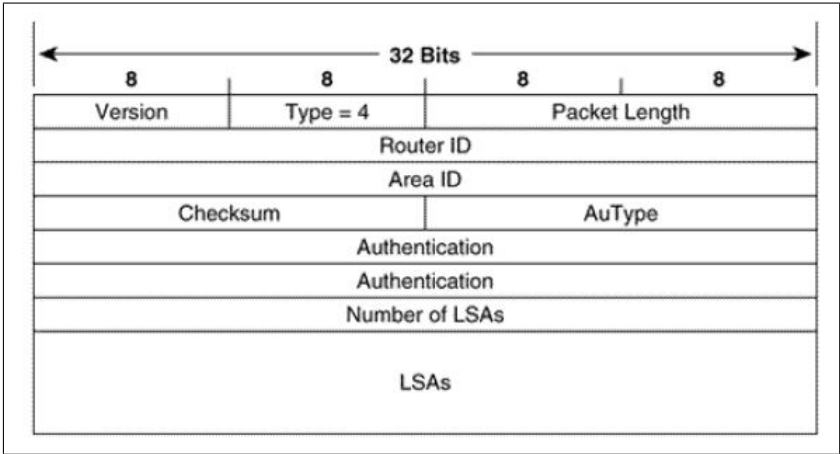 32 Bits
8 8 8 8
Version Type = 4 Packet Length
Router ID
Area ID
Checksum AuType
Authentication
Authentication
Number of LSAs
LSAs